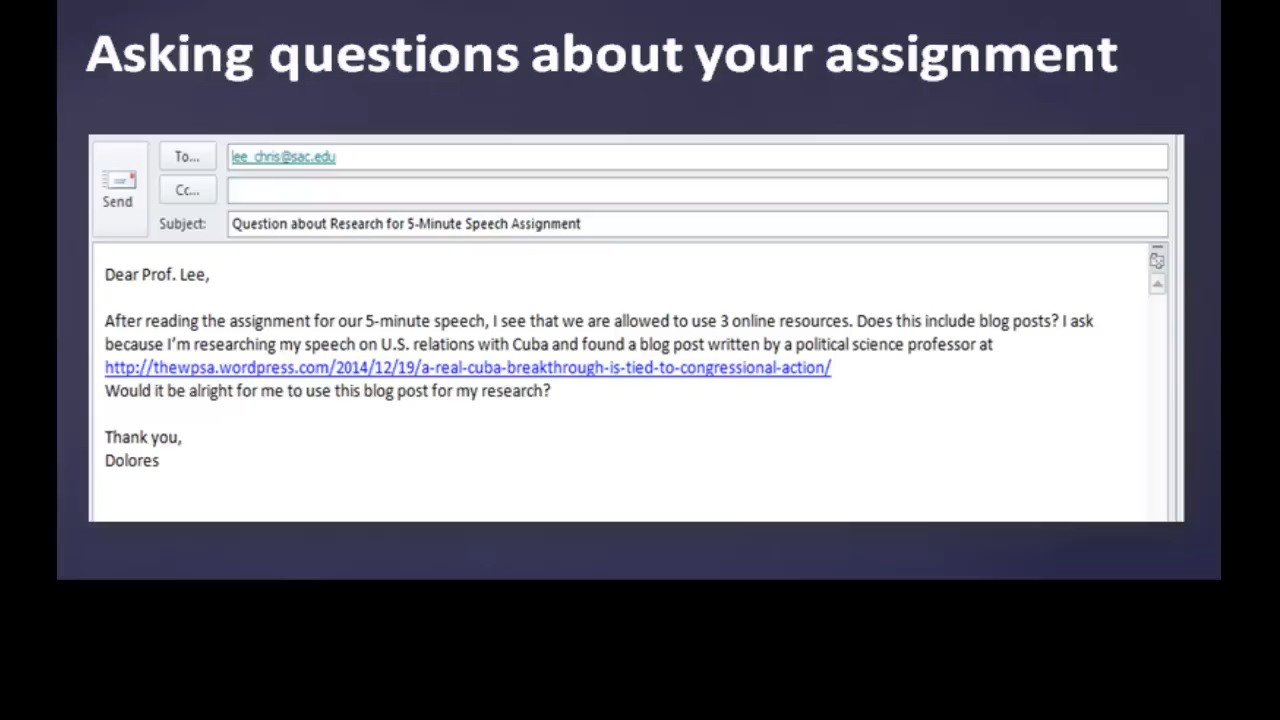 Asking questions about your assignment
To...
lee_chris@sac.edu
Send
Cc...
Subject:
Question about Research for 5-Minute Speech Assignment
Dear Prof. Lee,
After reading the assignment for our 5-minute speech, I see that we are allowed to use 3 online resources. Does this include blog posts? I ask
because I'm researching my speech on U.S. relations with Cuba and found a blog post written by a political science professor at
http://thewpsa.wordpress.com/2014/12/19/a-real-cuba-breakthrough-is-tied-to-congressional-action/
Would it be alright for me to use this blog post for my research?
Thank you,
Dolores